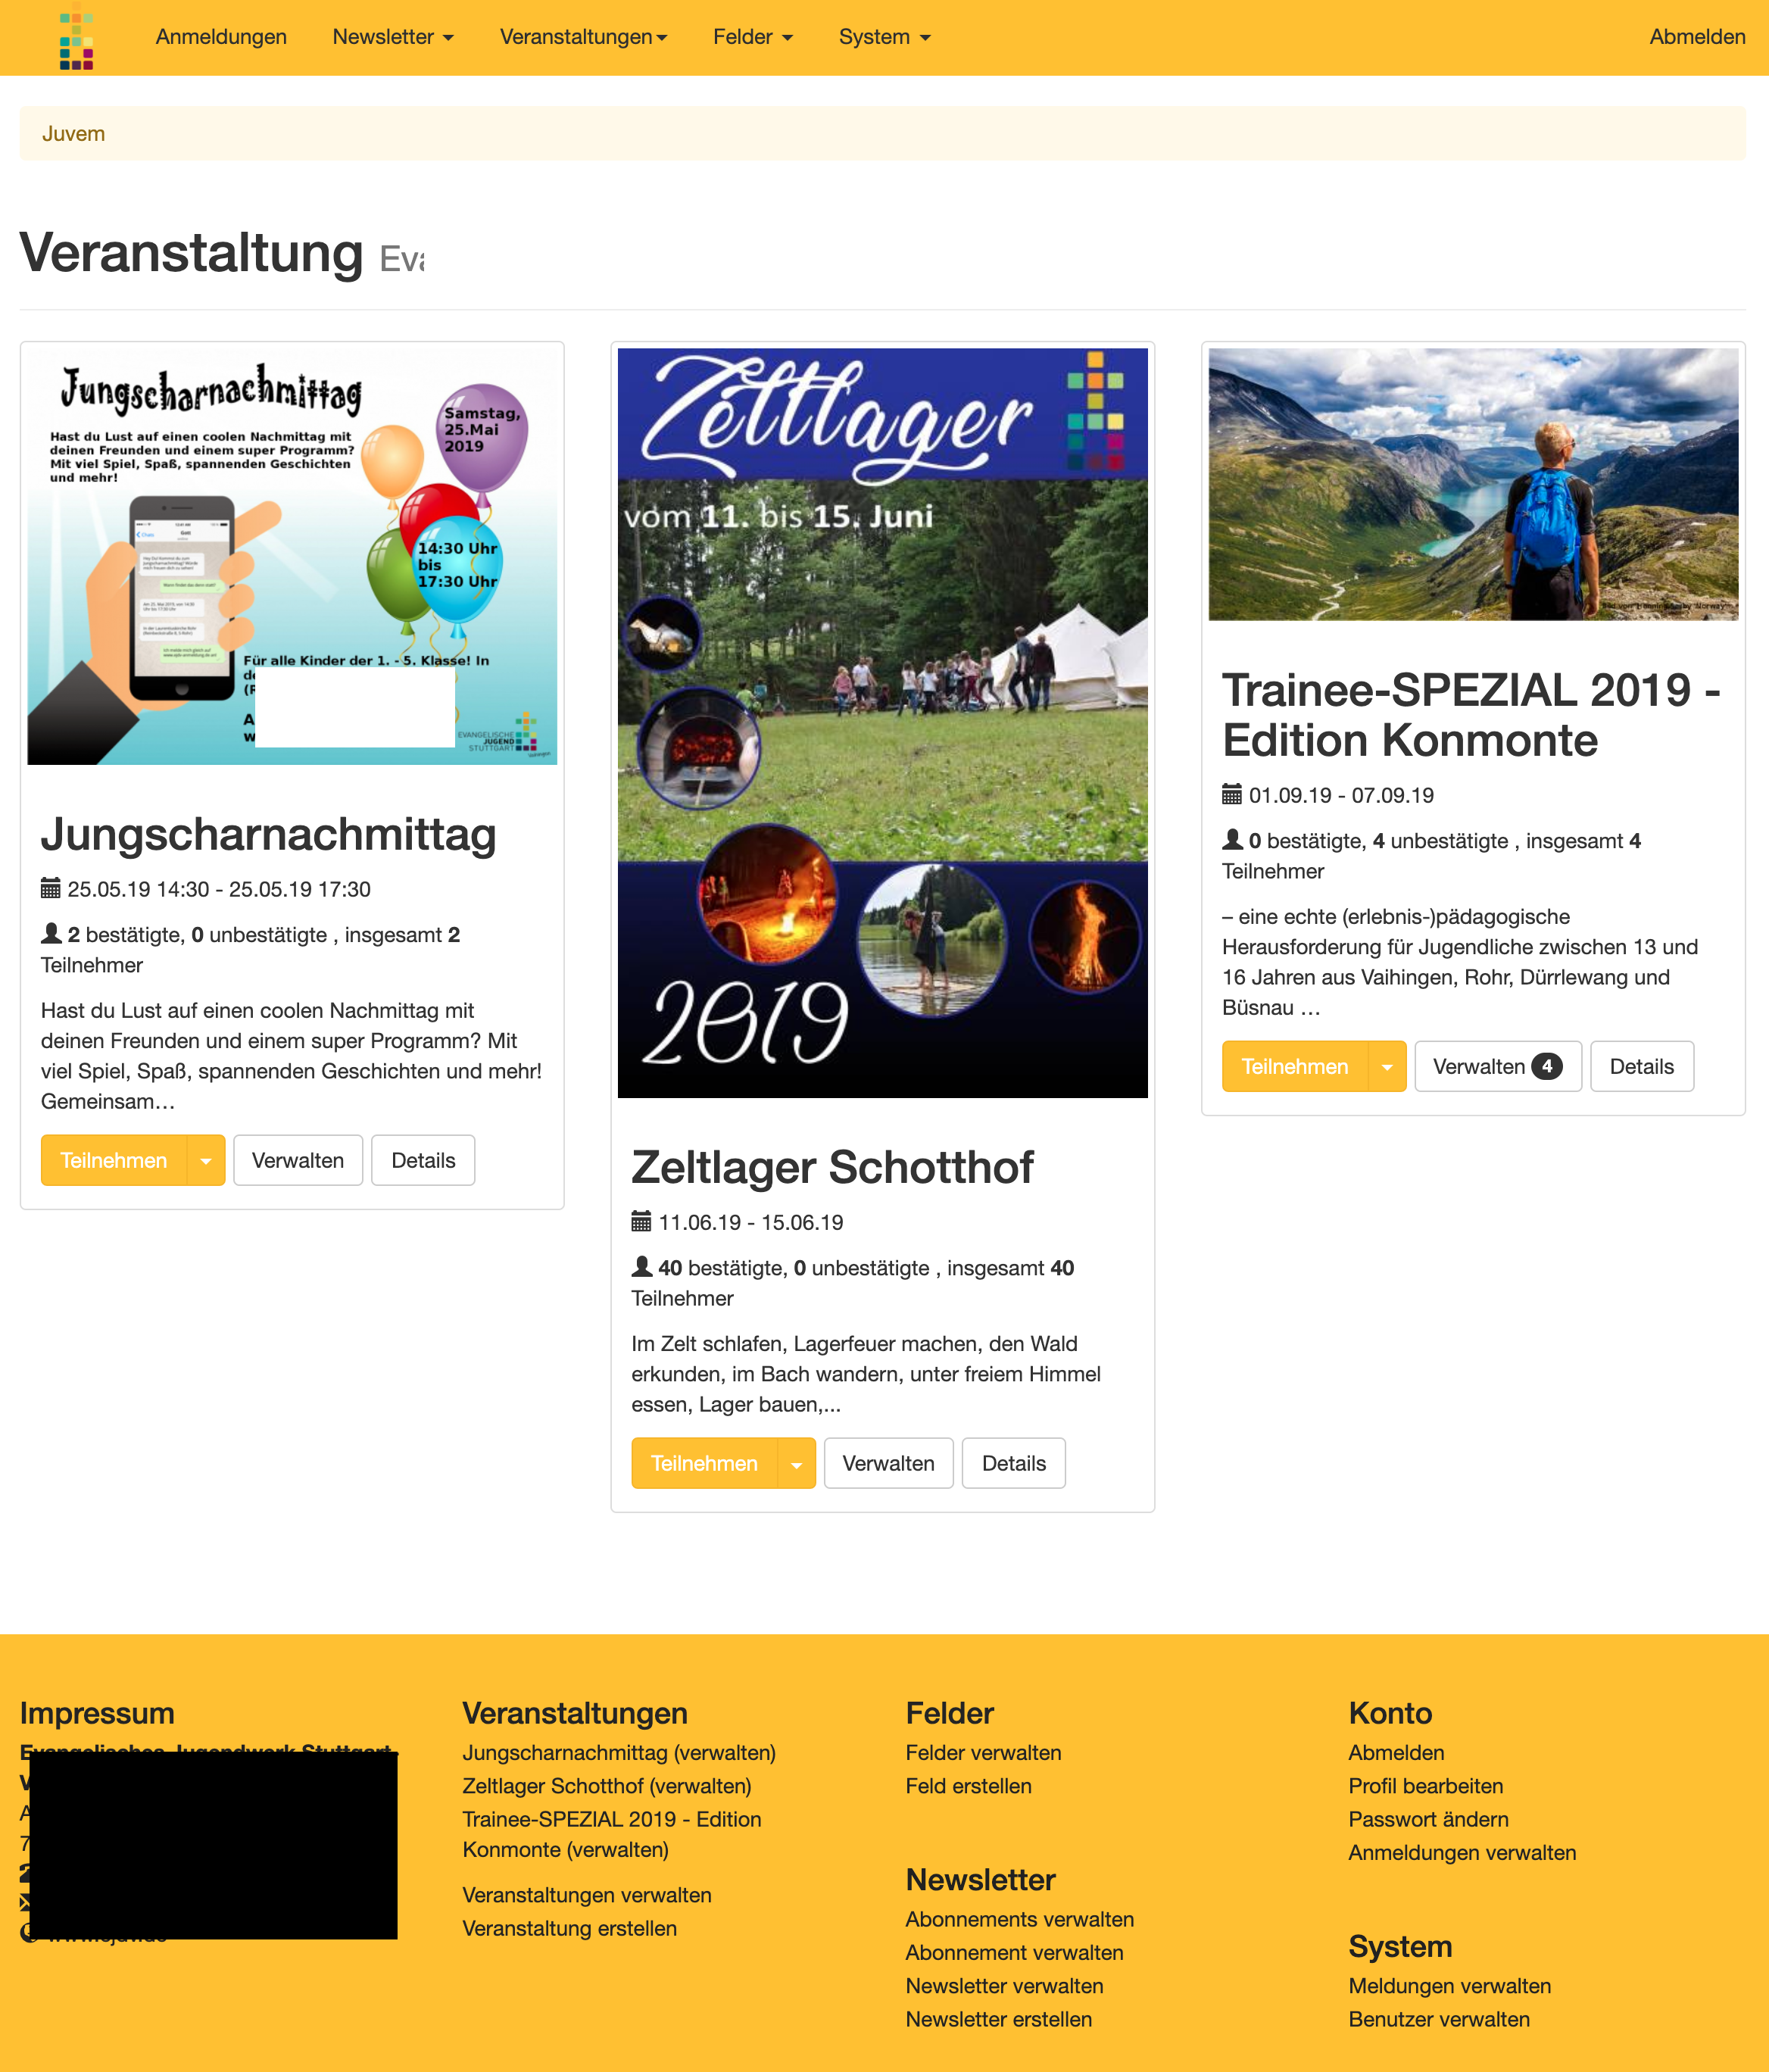 Anmeldungen Newsletter Veranstaltungen Felder System Abmelden
Juvem
Veranstaltung
Jungscharnachmittag
Hast du Lust auf einen coolen Nachmittag mit
deinen Freunden und einem super Programm?
Mit viel Spiel, Spaß, spannenden Geschichten
und mehr!
Samstag,
25.Mai
2019
14:30 Uhr
bis
17:30 Uhr
Für alle Kinder der 1. - 5. Klasse! In
EVANGELISCHE
JUGEND
STUTTGART
Jungscharnachmittag
25.05.19 14:30 - 25.05.19 17:30
2 bestätigte, 0 unbestätigte , insgesamt 2
Teilnehmer
Hast du Lust auf einen coolen Nachmittag mit
deinen Freunden und einem super Programm? Mit
viel Spiel, Spaß, spannenden Geschichten und mehr!
Gemeinsam…
Teilnehmen Verwalten Details
Zeltlager
vom 11. bis 15. Juni
2019
Zeltlager Schotthof
11.06.19 - 15.06.19
40 bestätigte, 0 unbestätigte , insgesamt 40
Teilnehmer
Im Zelt schlafen, Lagerfeuer machen, den Wald
erkunden, im Bach wandern, unter freiem Himmel
essen, Lager bauen,...
Teilnehmen Verwalten Details
Trainee-SPEZIAL 2019 -
Edition Konmonte
01.09.19 - 07.09.19
0 bestätigte, 4 unbestätigte , insgesamt 4
Teilnehmer
– eine echte (erlebnis-)pädagogische
Herausforderung für Jugendliche zwischen 13 und
16 Jahren aus Vaihingen, Rohr, Dürrlewang und
Büsnau …
Teilnehmen Verwalten 4 Details
Impressum
Evangelisches Jugendwerk Stuttgart
Veranstaltungen
Jungscharnachmittag (verwalten)
Zeltlager Schotthof (verwalten)
Trainee-SPEZIAL 2019 - Edition
Konmonte (verwalten)
Veranstaltungen verwalten
Veranstaltung erstellen
Felder
Felder verwalten
Feld erstellen
Newsletter
Abonnements verwalten
Abonnement verwalten
Newsletter verwalten
Newsletter erstellen
Konto
Abmelden
Profil bearbeiten
Passwort ändern
Anmeldungen verwalten
System
Meldungen verwalten
Benutzer verwalten